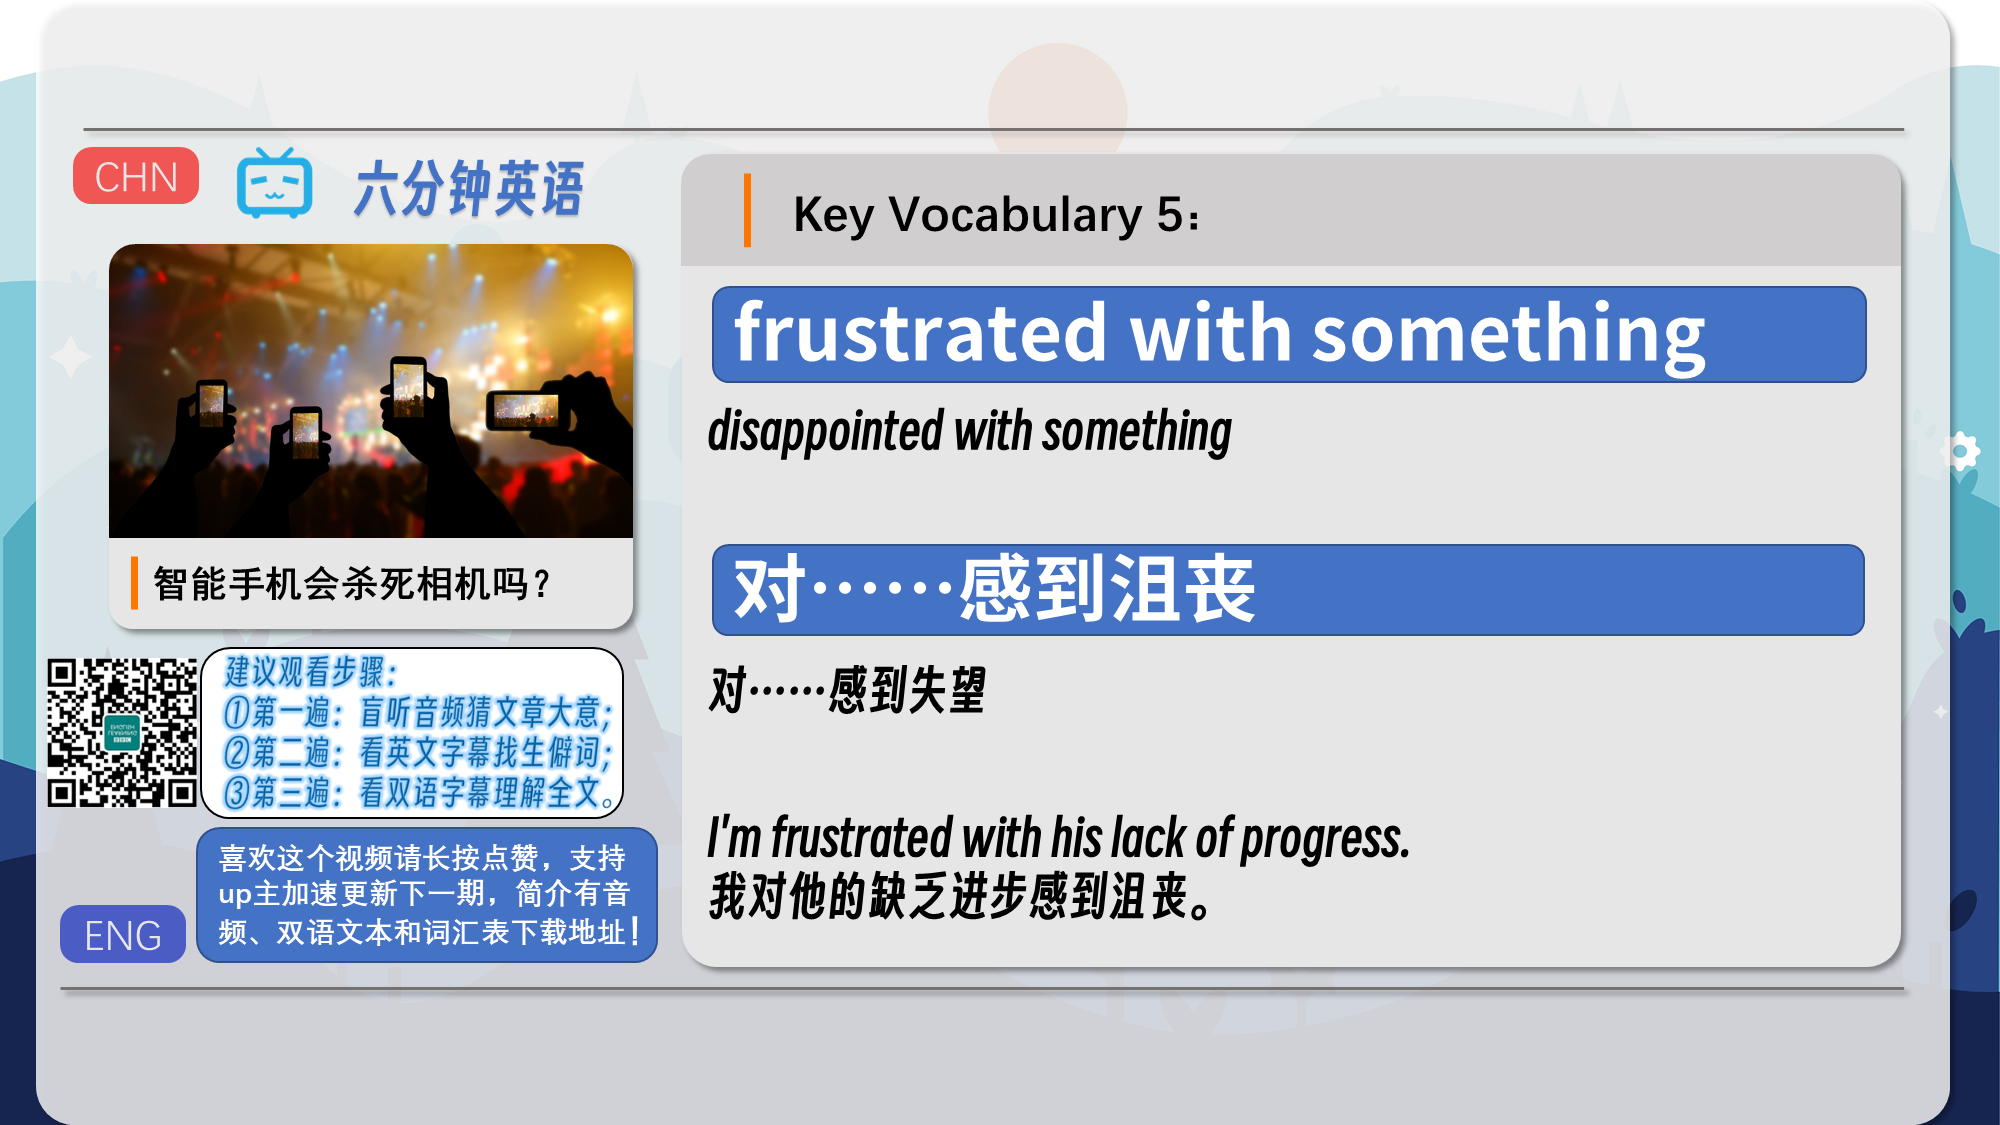 CHN
六分钟英语
智能手机会杀死相机吗？
建议观看步骤：
①第一遍：盲听音频猜文章大意；
②第二遍：看英文字幕找生僻词；
③第三遍：看双语字幕理解全文。
喜欢这个视频请长按点赞，支持
up主加速更新下一期，简介有音
频、双语文本和词汇表下载地址！
ENG
Key Vocabulary 5：
frustrated with something
disappointed with something
对……感到沮丧
对……感到失望
I'm frustrated with his lack of progress.
我对他的缺乏进步感到沮丧。